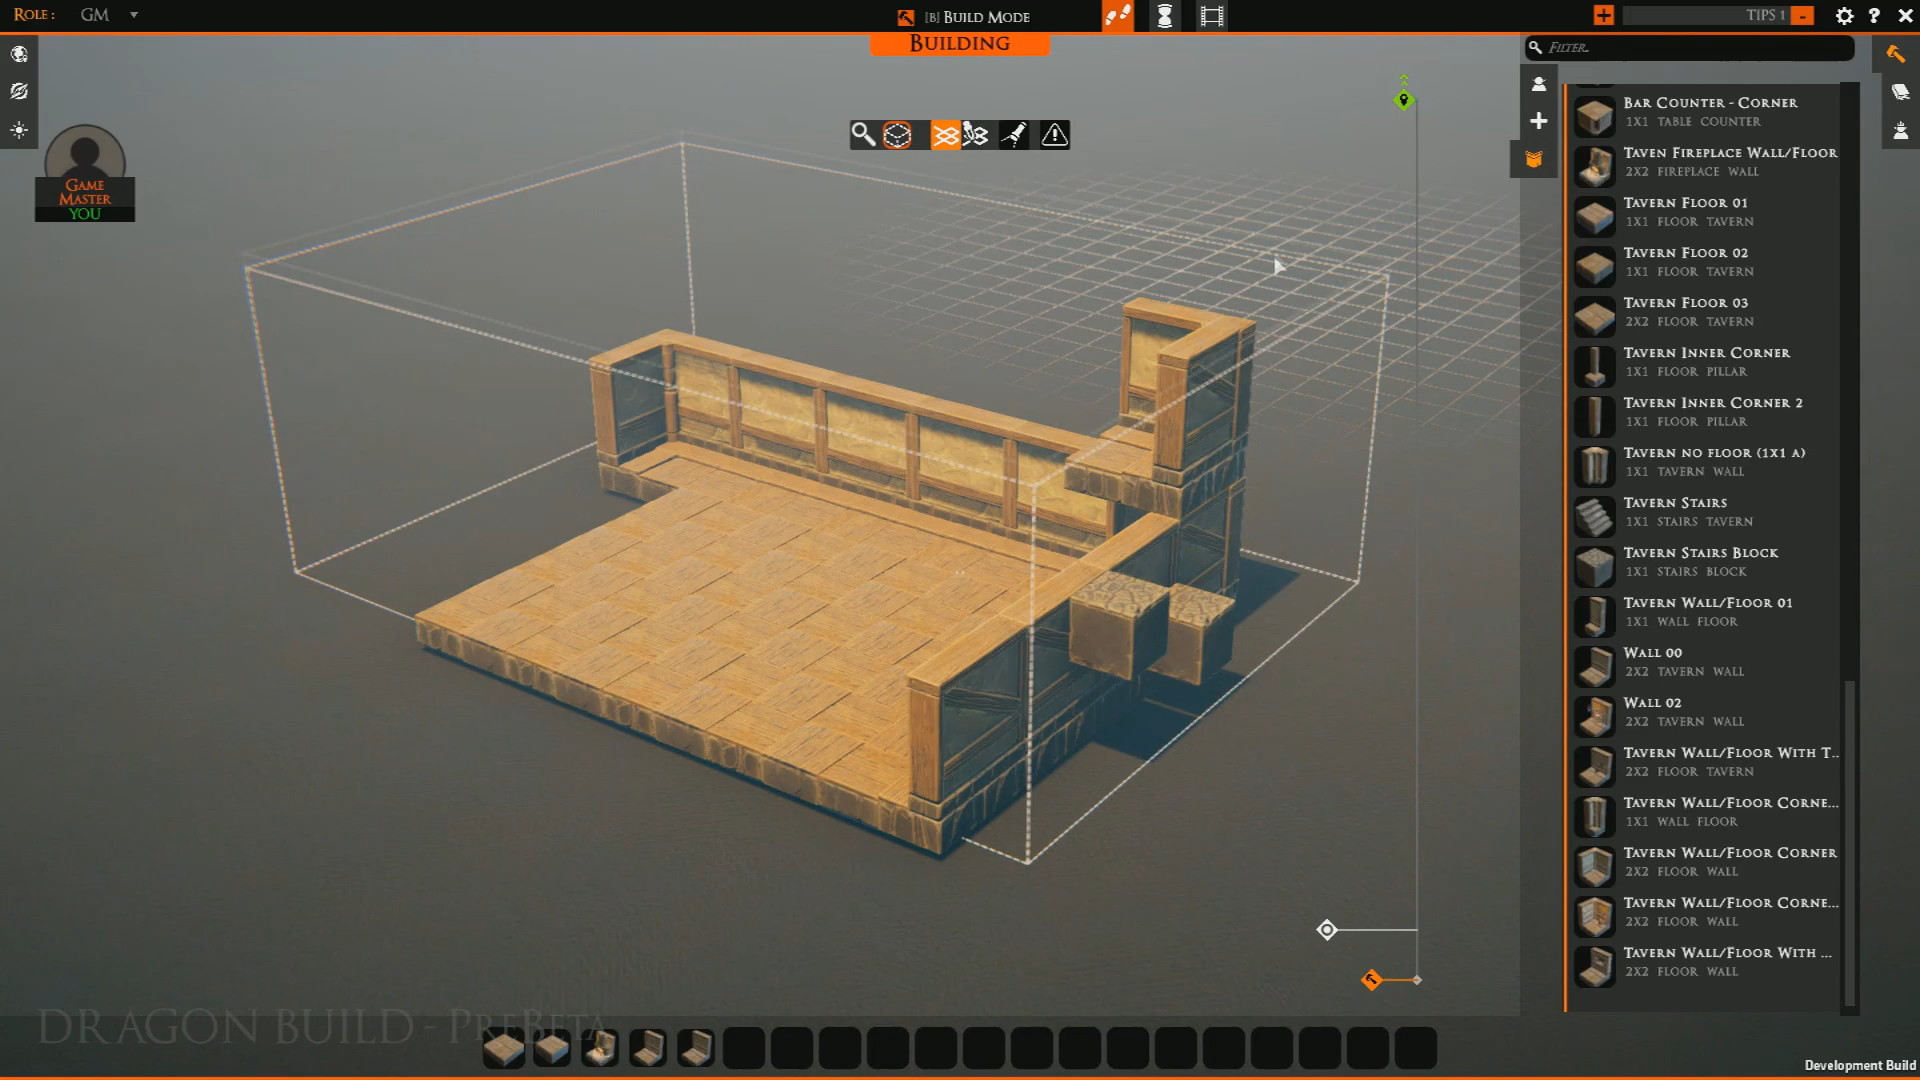 Role: GM
[B] Build Mode
TIPS 1
Building
Filter..
Game
Master
YOU
Bar Counter - Corner
1x1 Table Counter
Taven Fireplace Wall/Floor
2x2 Fireplace Wall
Tavern Floor 01
1x1 Floor Tavern
Tavern Floor 02
1x1 Floor Tavern
Tavern Floor 03
2x2 Floor Tavern
Tavern Inner Corner
1x1 Floor Pillar
Tavern Inner Corner 2
1x1 Floor Pillar
Tavern no floor (1x1 A)
1x1 Tavern Wall
Tavern Stairs
1x1 Stairs Tavern
Tavern Stairs Block
1x1 Stairs Block
Tavern Wall/Floor 01
1x1 Wall Floor
Wall 00
2x2 Tavern Wall
Wall 02
2x2 Tavern Wall
Tavern Wall/Floor With T..
2x2 Floor Tavern
Tavern Wall/Floor Corne...
1x1 Wall Floor
Tavern Wall/Floor Corner
2x2 Floor Wall
Tavern Wall/Floor Corne...
2x2 Floor Wall
Tavern Wall/Floor With ...
2x2 Floor Wall
DRAGON BUILD - PreBeta
Development Build